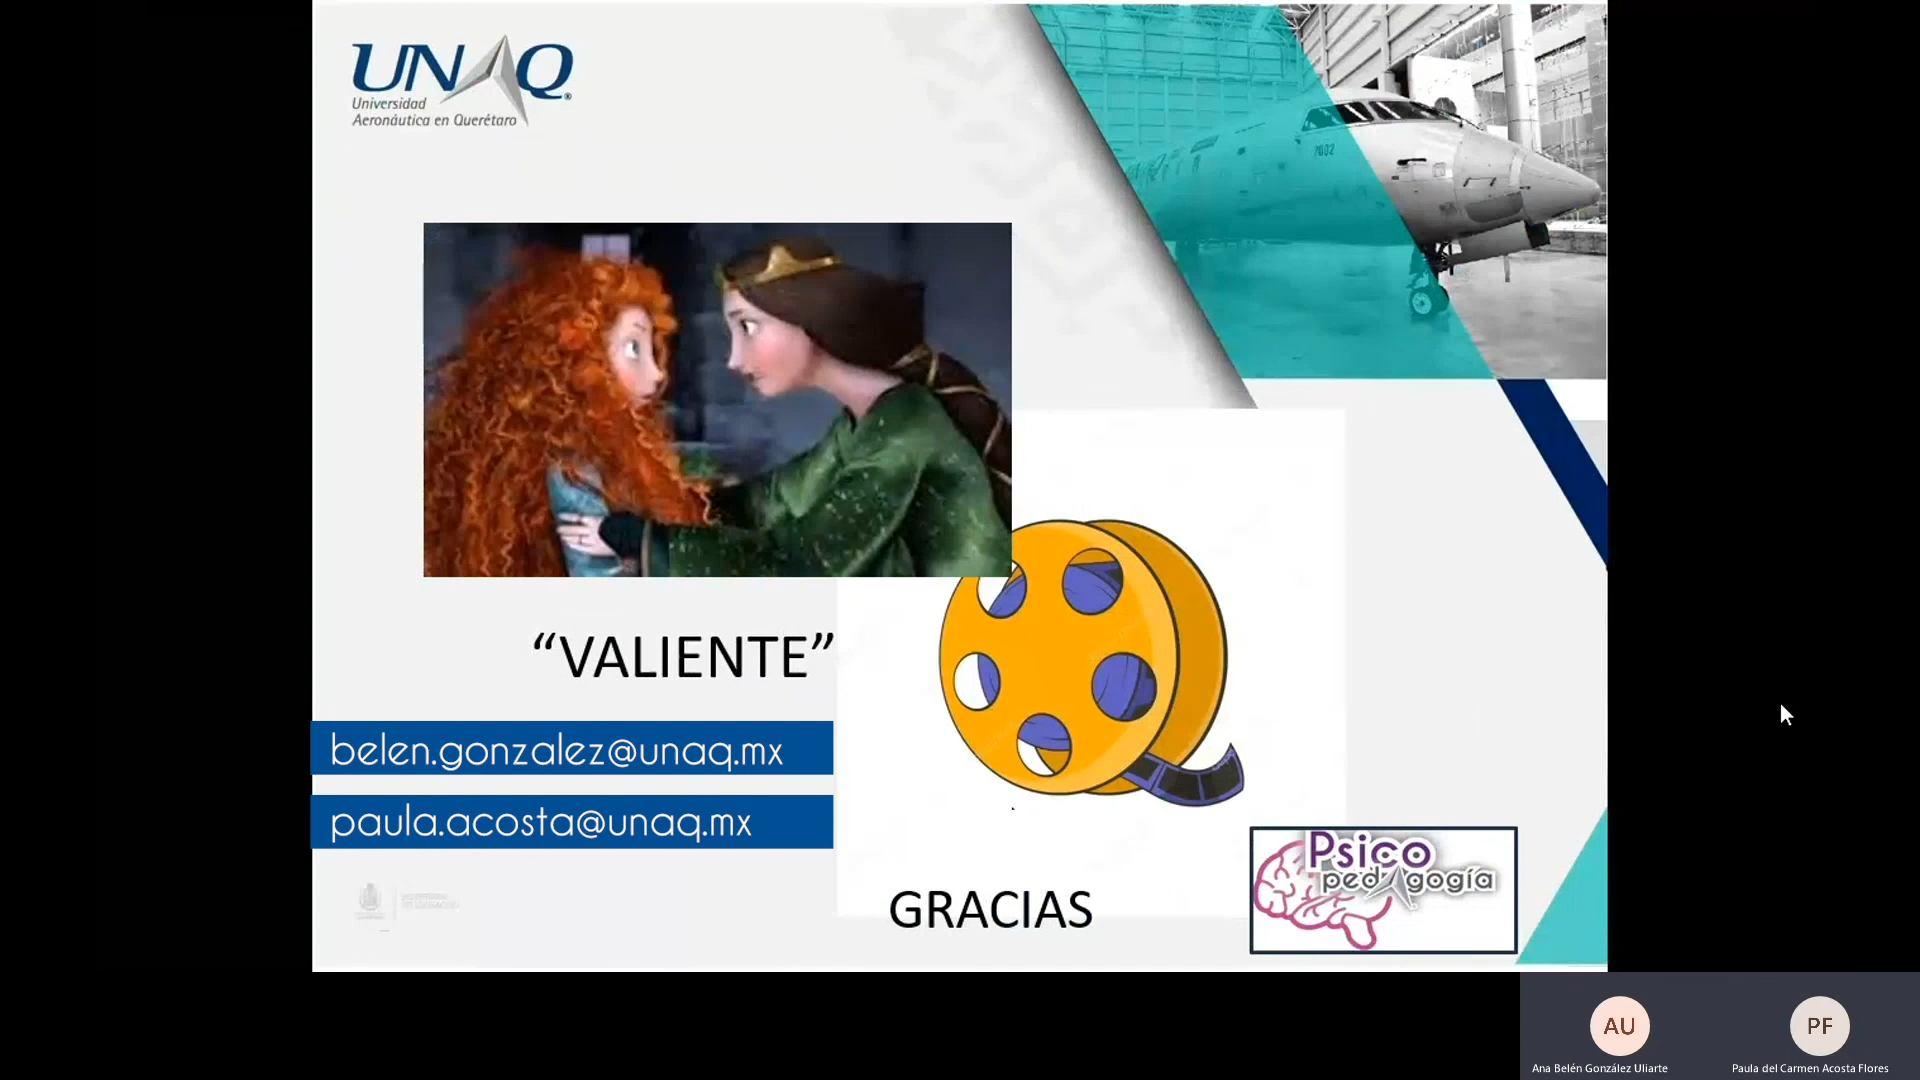 UNAQ®
Universidad
Aeronáutica en Querétaro
7002
“VALIENTE”
belen.gonzalez@unaq.mx
paula.acosta@unaq.mx
GRACIAS
Psico
pedagogía
AU
PF
Ana Belén González Uliarte
Paula del Carmen Acosta Flores